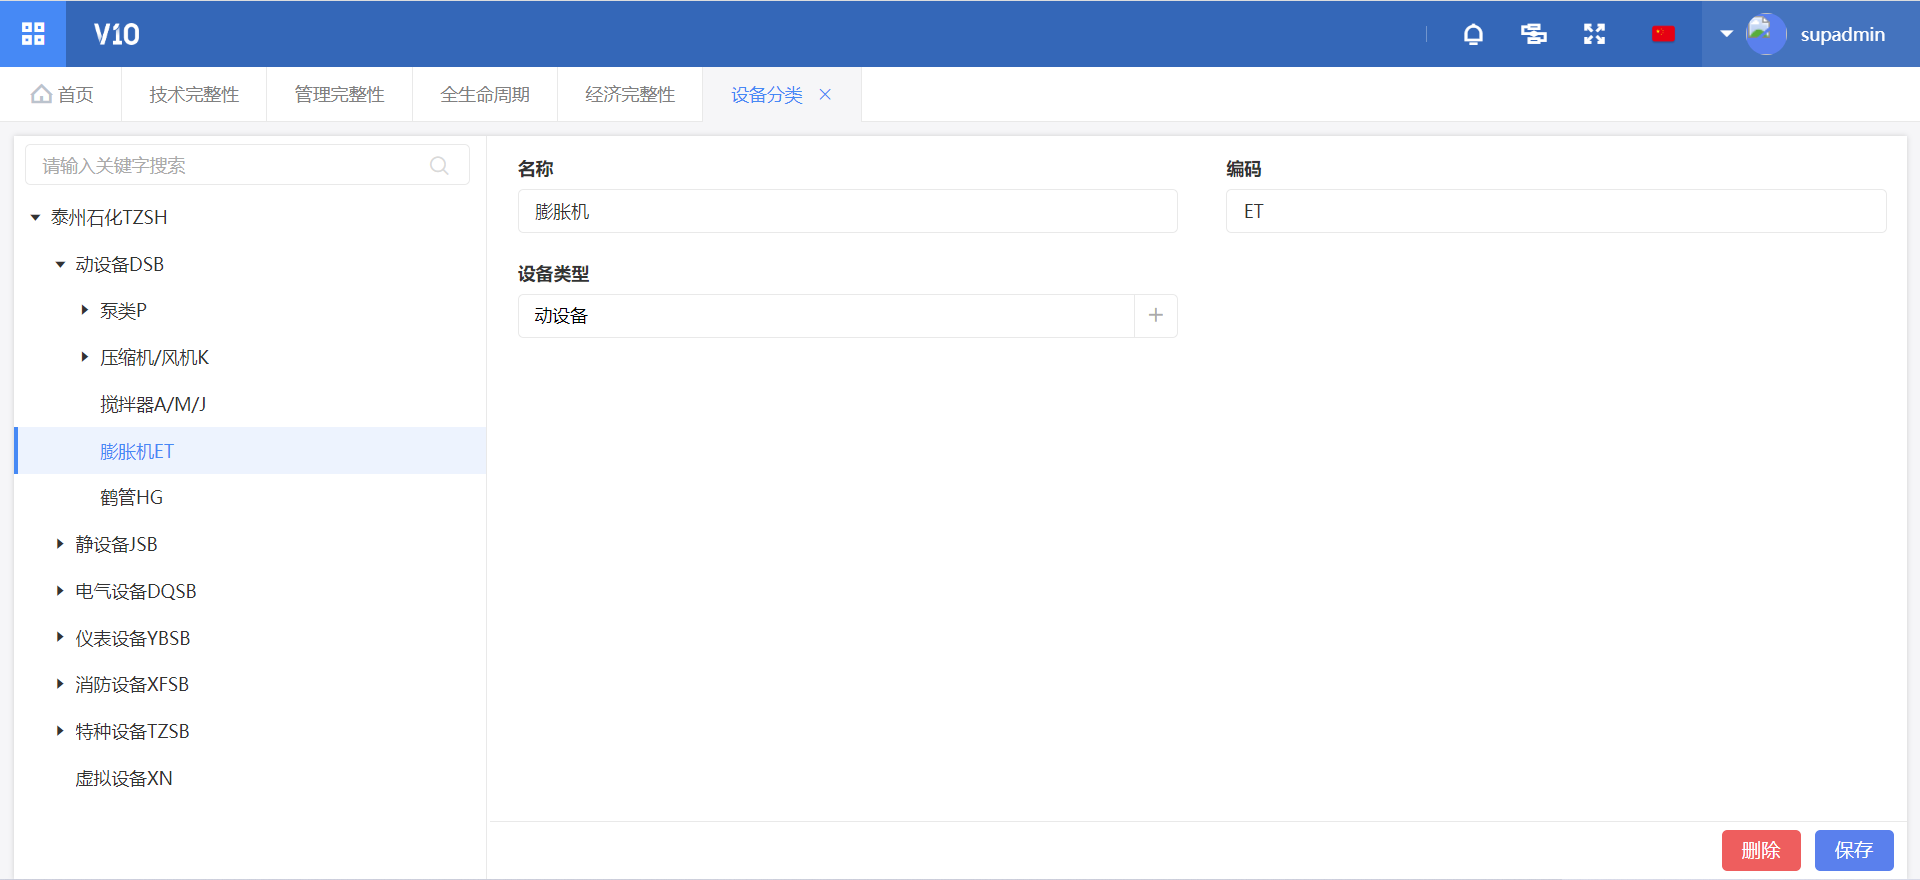 V10
supadmin
首页
技术完整性
管理完整性
全生命周期
经济完整性
设备分类
请输入关键字搜索
泰州石化TZSH
动设备DSB
泵类P
压缩机/风机K
搅拌器A/M/J
膨胀机ET
鹤管HG
静设备JSB
电气设备DQSB
仪表设备YBSB
消防设备XFSB
特种设备TZSB
虚拟设备XN
名称
膨胀机
编码
ET
设备类型
动设备
删除
保存